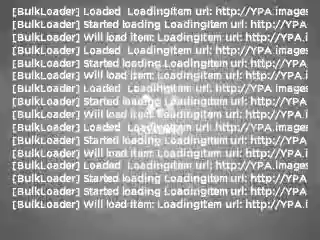 [BulkLoader] Loaded LoadingItem url: http://YPA.images
[BulkLoader] Started loading LoadingItem url: http://YPA
[BulkLoader] Will load item: LoadingItem url: http://YPA.i
[BulkLoader] Loaded LoadingItem url: http://YPA.images
[BulkLoader] Started loading LoadingItem url: http://YPA
[BulkLoader] Will load item: LoadingItem url: http://YPA.i
[BulkLoader] Loaded LoadingItem url: http://YPA.images
[BulkLoader] Started loading LoadingItem url: http://YPA
[BulkLoader] Will load item: LoadingItem url: http://YPA.i
[BulkLoader] Loaded LoadingItem url: http://YPA.images
[BulkLoader] Started loading LoadingItem url: http://YPA
[BulkLoader] Will load item: LoadingItem url: http://YPA.i
[BulkLoader] Loaded LoadingItem url: http://YPA.images
[BulkLoader] Started loading LoadingItem url: http://YPA
[BulkLoader] Started loading LoadingItem url: http://YPA
[BulkLoader] Will load item: LoadingItem url: http://YPA.i